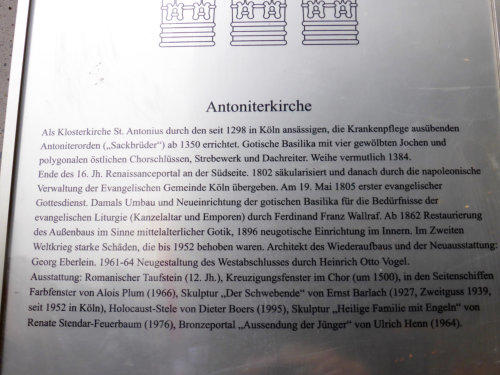 Antoniterkirche
Als Klosterkirche St. Antonius durch den seit 1298 in Köln ansässigen, die Krankenpflege ausübenden
Antoniterorden („Sackbrüder“) ab 1350 errichtet. Gotische Basilika mit vier gewölbten Jochen und
polygonalen östlichen Chorschlüssen, Strebewerk und Dachreiter. Weihe vermutlich 1384.
Ende des 16. Jh. Renaissanceportal an der Südseite. 1802 säkularisiert und danach durch die napoleonische
Verwaltung der Evangelischen Gemeinde Köln übergeben. Am 19. Mai 1805 erster evangelischer
Gottesdienst. Damals Umbau und Neueinrichtung der gotischen Basilika für die Bedürfnisse der
evangelischen Liturgie (Kanzelaltar und Emporen) durch Ferdinand Franz Wallraf. Ab 1862 Restaurierung
des Außenbaus im Sinne mittelalterlicher Gotik, 1896 neugotische Einrichtung im Innern. Im Zweiten
Weltkrieg starke Schäden, die bis 1952 behoben waren. Architekt des Wiederaufbaus und der Neuausstattung:
Georg Eberlein. 1961-64 Neugestaltung des Westabschlusses durch Heinrich Otto Vogel.
Ausstattung: Romanischer Taufstein (12. Jh.), Kreuzigungsfenster im Chor (um 1500), in den Seitenschiffen
Farbfenster von Alois Plum (1966), Skulptur „Der Schwebende“ von Ernst Barlach (1927, Zweitguss 1939,
seit 1952 in Köln), Holocaust-Stele von Dieter Boers (1995), Skulptur „Heilige Familie mit Engeln“ von
Renate Stendar-Feuerbaum (1976), Bronzeportal „Aussendung der Jünger“ von Ulrich Henn (1964).